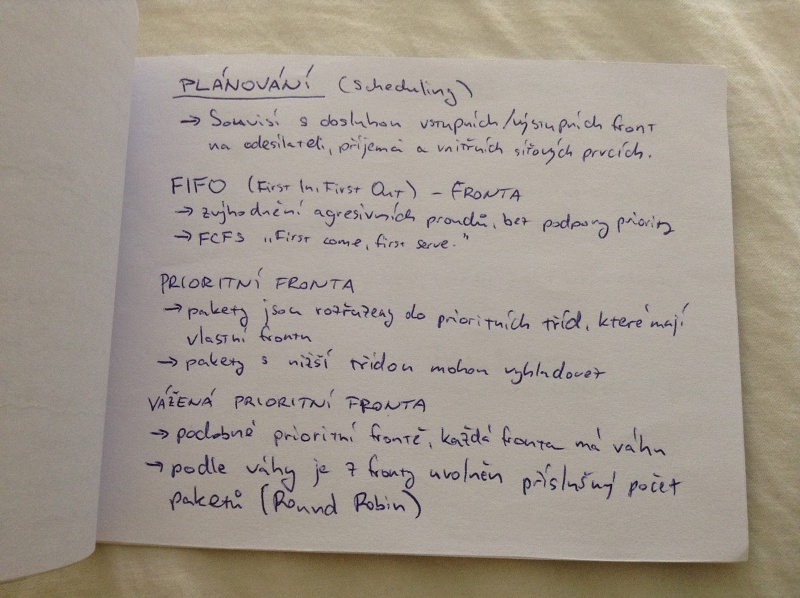 PLÁNOVÁNÍ (scheduling)
→ Souvisí s obsluhou vstupních/výstupních front
na odesílateli, příjemci a vnitřních síťových prvcích.
FIFO (First In, First Out) – FRONTA
→ zvýhodnění agresivních proudů, bez podpory priority
→ FCFS „First come, first serve."
PRIORITNÍ FRONTA
→ pakety jsou rozřazeny do prioritních tříd, které mají
vlastní frontu
→ pakety s nižší třídou mohou vyhladovět
VÁŽENÁ PRIORITNÍ FRONTA
→ podobné prioritní frontě, každá fronta má váhu
→ podle váhy je z fronty uvolněn příslušný počet
paketů (Round Robin)